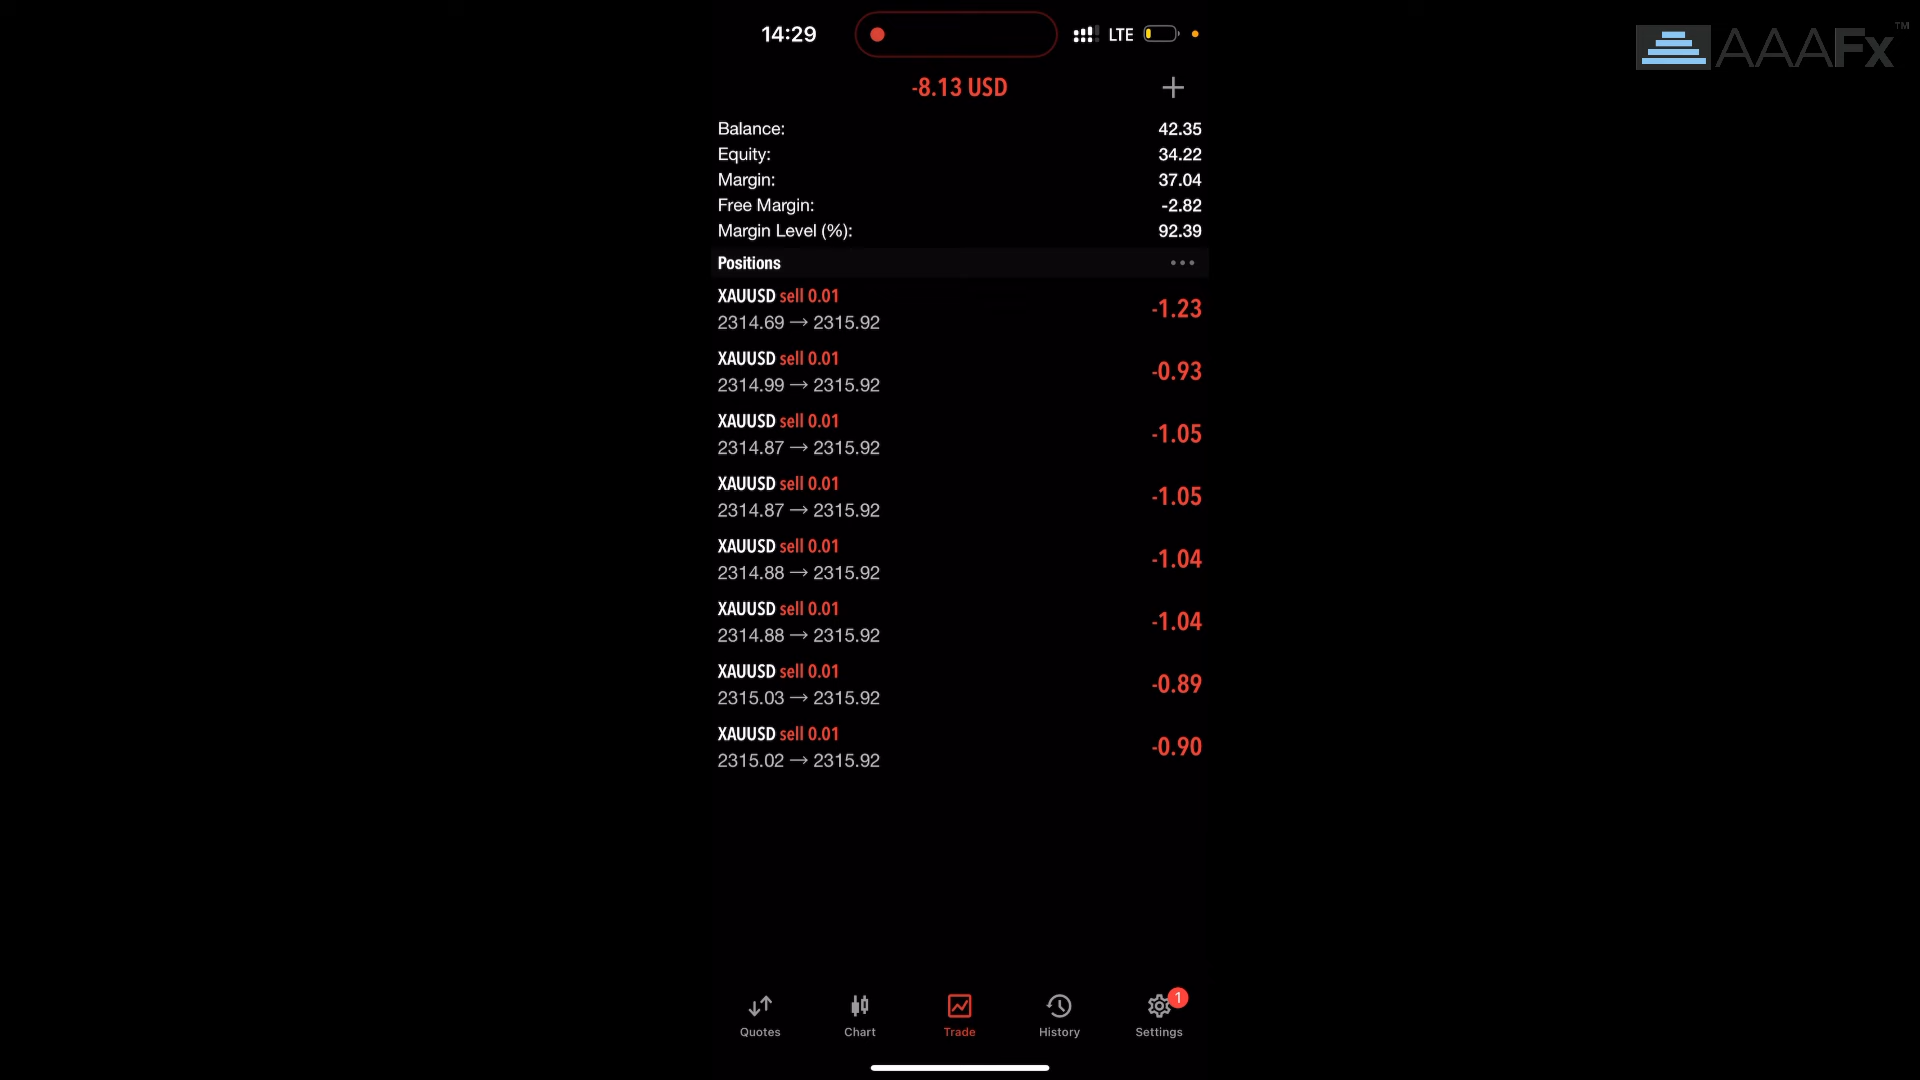 14:29 LTE
AAAFx™
-8.13 USD
Balance: 42.35
Equity: 34.22
Margin: 37.04
Free Margin: -2.82
Margin Level (%): 92.39
Positions
XAUUSD sell 0.01
2314.69 → 2315.92 -1.23
XAUUSD sell 0.01
2314.99 → 2315.92 -0.93
XAUUSD sell 0.01
2314.87 → 2315.92 -1.05
XAUUSD sell 0.01
2314.87 → 2315.92 -1.05
XAUUSD sell 0.01
2314.88 → 2315.92 -1.04
XAUUSD sell 0.01
2314.88 → 2315.92 -1.04
XAUUSD sell 0.01
2315.03 → 2315.92 -0.89
XAUUSD sell 0.01
2315.02 → 2315.92 -0.90
1
Quotes Chart Trade History Settings